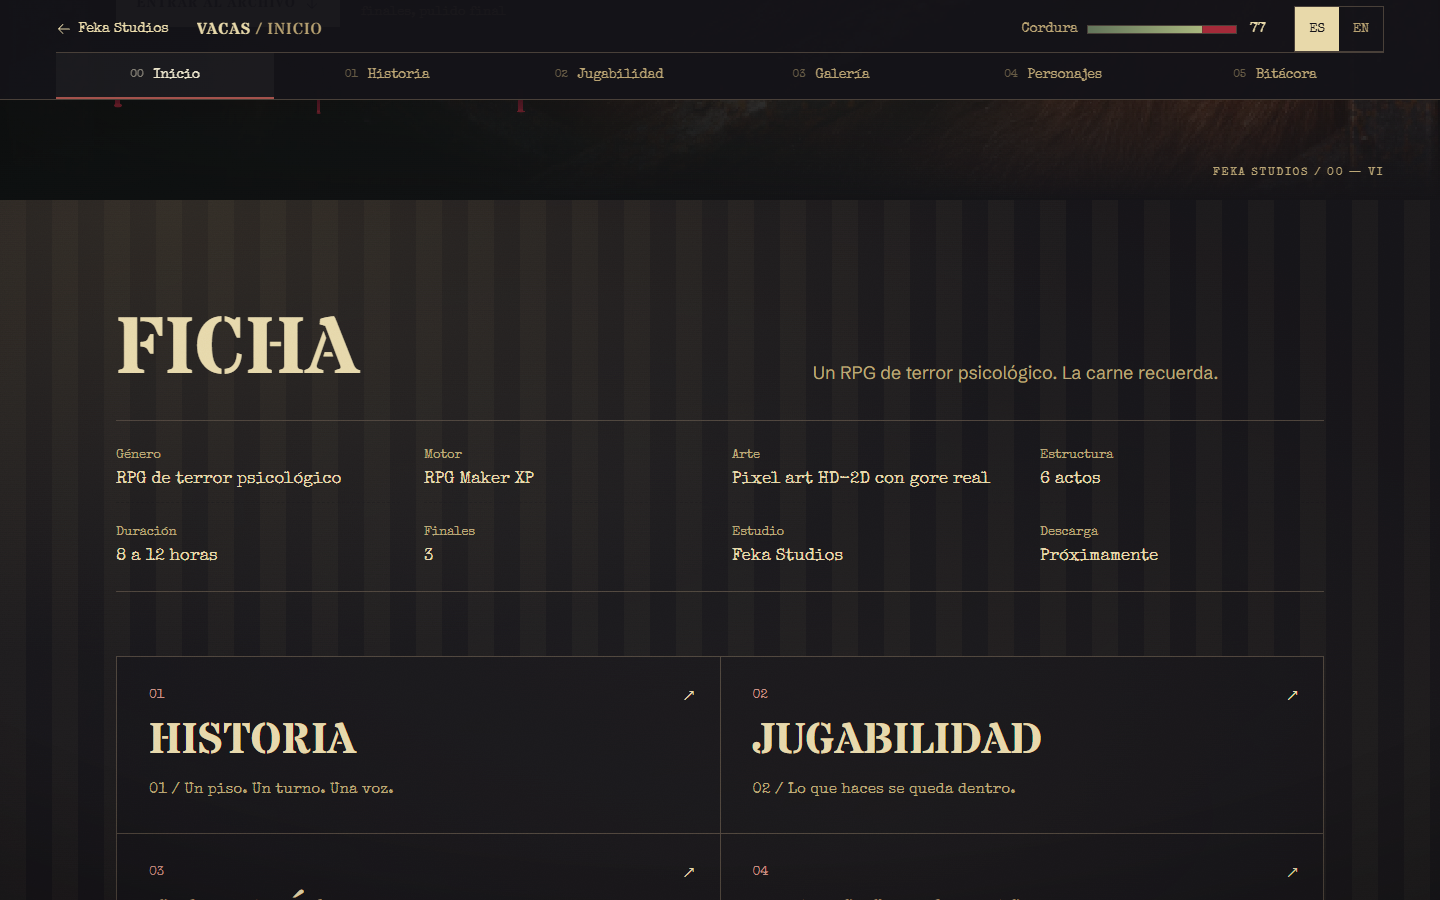 ← Feka Studios VACAS / INICIO Cordura 77 ES EN
00 Inicio 01 Historia 02 Jugabilidad 03 Galería 04 Personajes 05 Bitácora
FEKA STUDIOS / 00 — VI
FICHA
Un RPG de terror psicológico. La carne recuerda.
Género Motor Arte Estructura
RPG de terror psicológico RPG Maker XP Pixel art HD-2D con gore real 6 actos
Duración Finales Estudio Descarga
8 a 12 horas 3 Feka Studios Próximamente
01 ↗ 02 ↗
HISTORIA JUGABILIDAD
01 / Un piso. Un turno. Una voz. 02 / Lo que haces se queda dentro.
03 ↗ 04 ↗